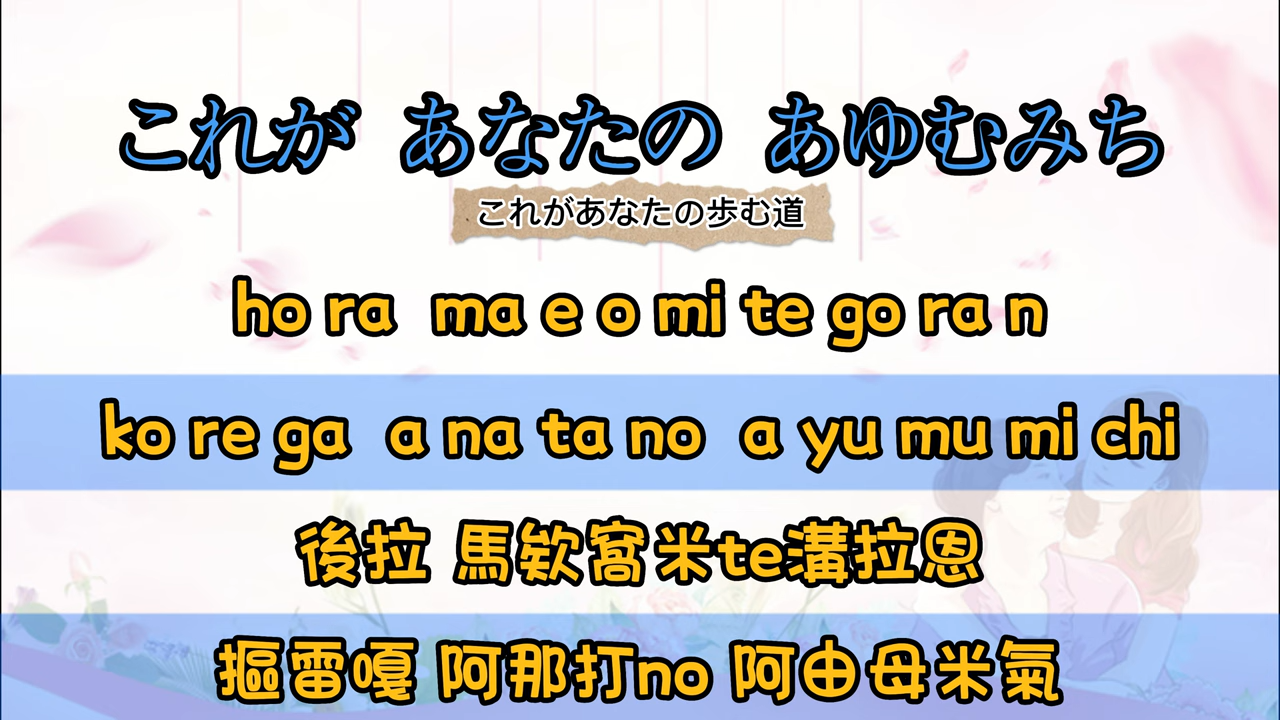 これが あなたの あゆむみち
これがあなたの歩む道
ho ra ma e o mi te go ra n
ko re ga a na ta no a yu mu mi chi
後拉 馬欸窩米te溝拉恩
摳雷嘎 阿那打no 阿由母米氣